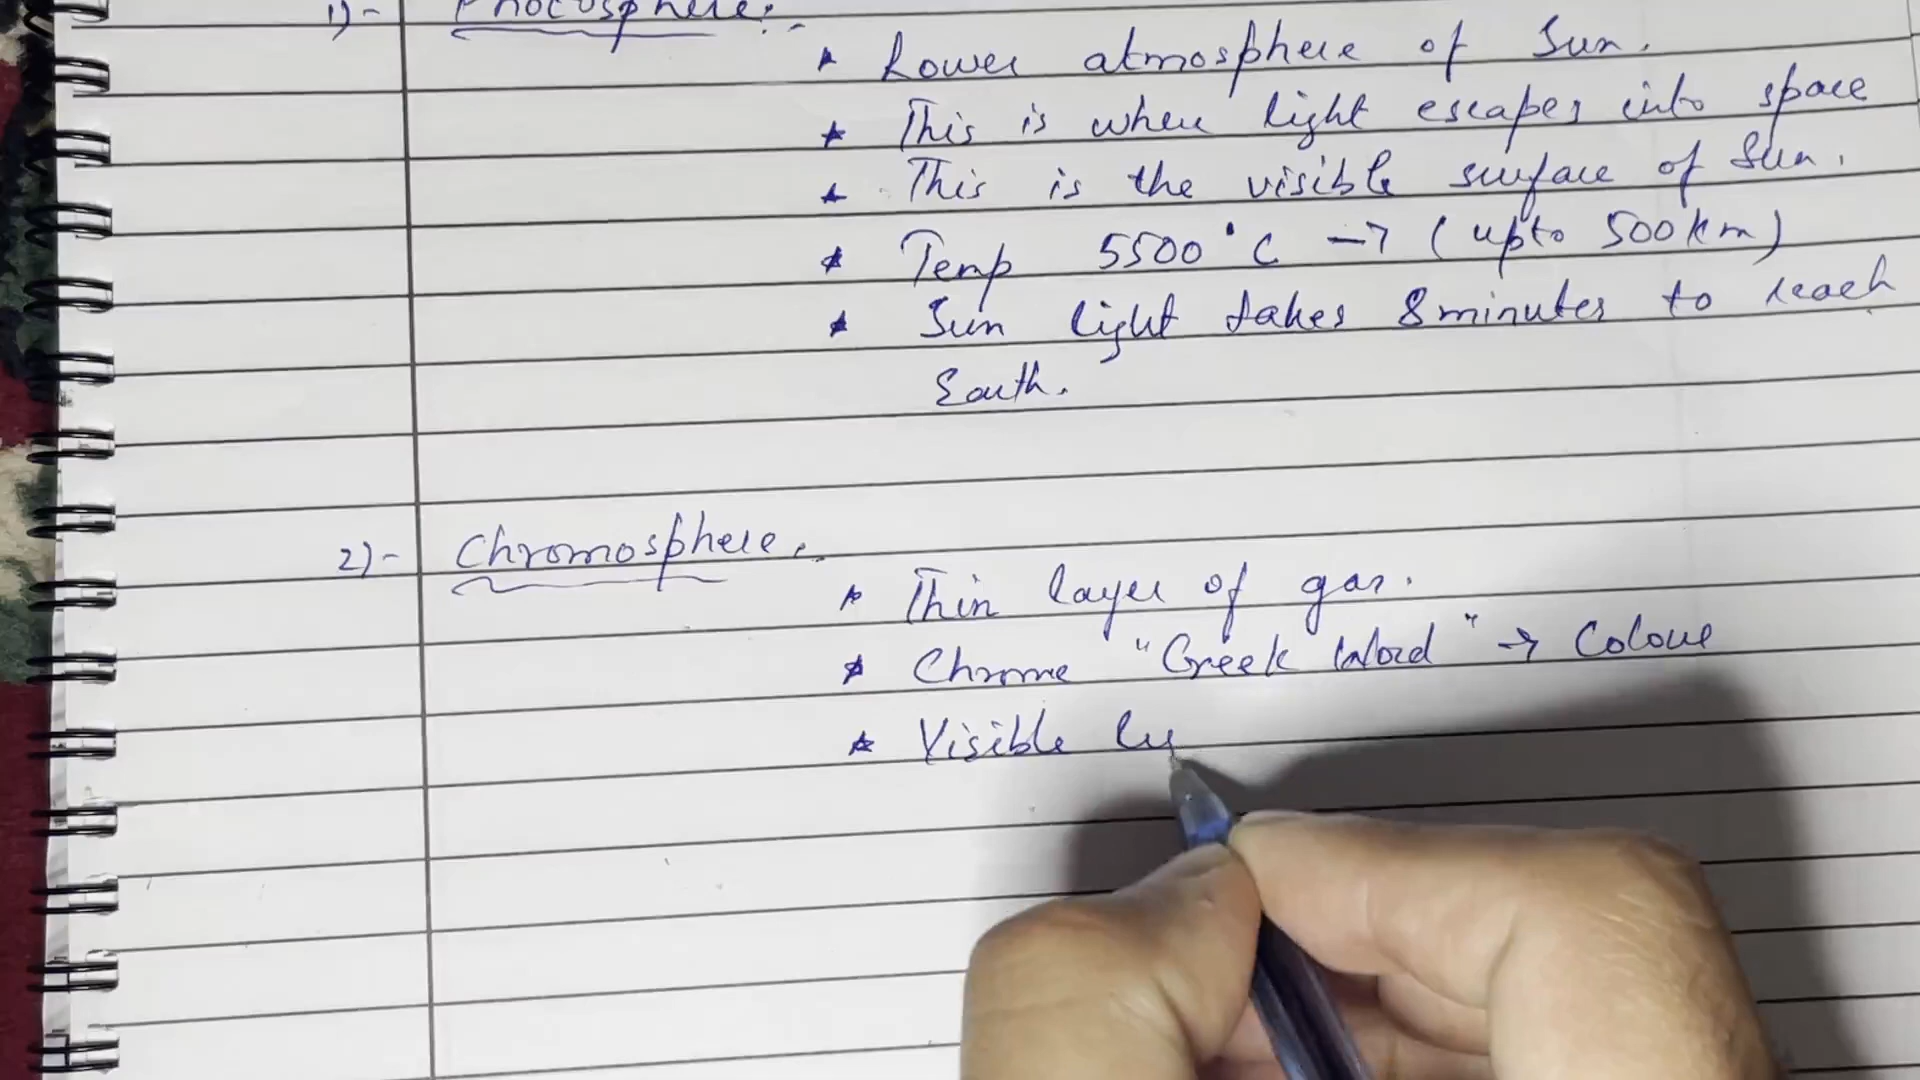 1)- Photosphere:-
* Lower atmosphere of Sun.
* This is when light escapes into space
* This is the visible surface of Sun.
* Temp 5500°C → (upto 500km)
* Sun light takes 8 minutes to reach
Earth.
2)- Chromosphere:
* Thin layer of gas.
* Chrome "Greek Word" → Colour
* Visible